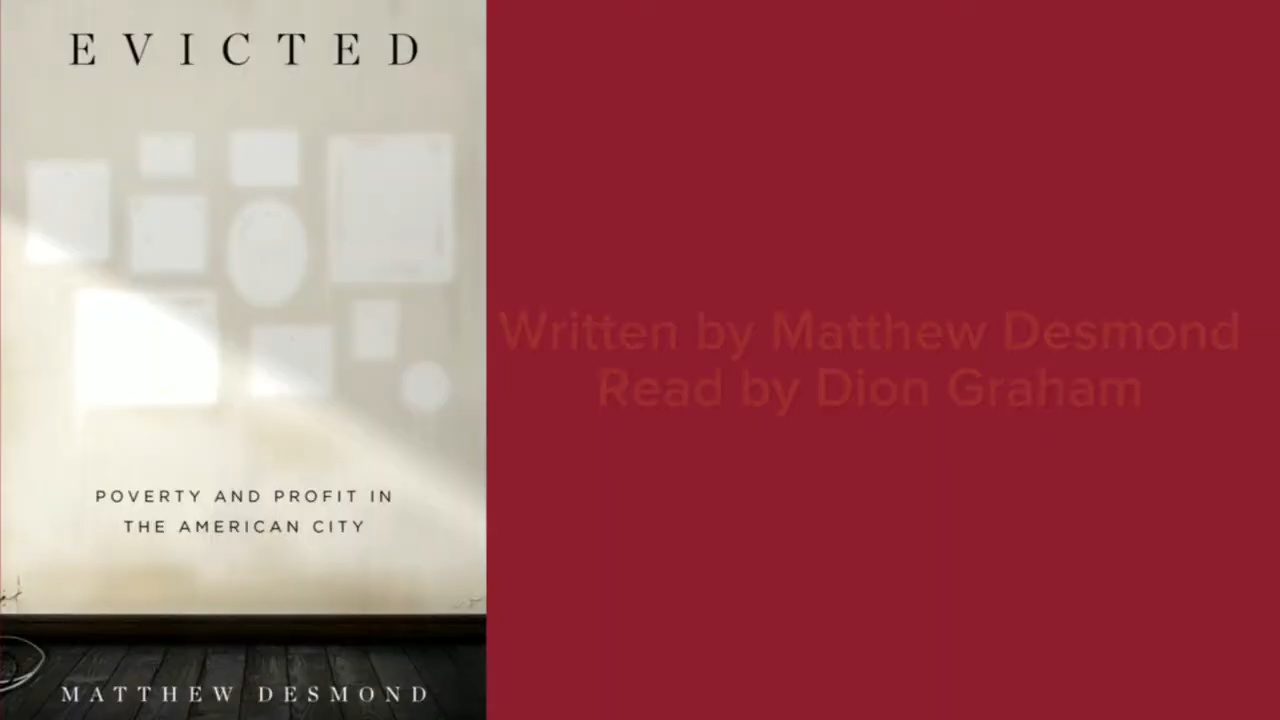 EVICTED
POVERTY AND PROFIT IN
THE AMERICAN CITY
MATTHEW DESMOND
Written by Matthew Desmond
Read by Dion Graham